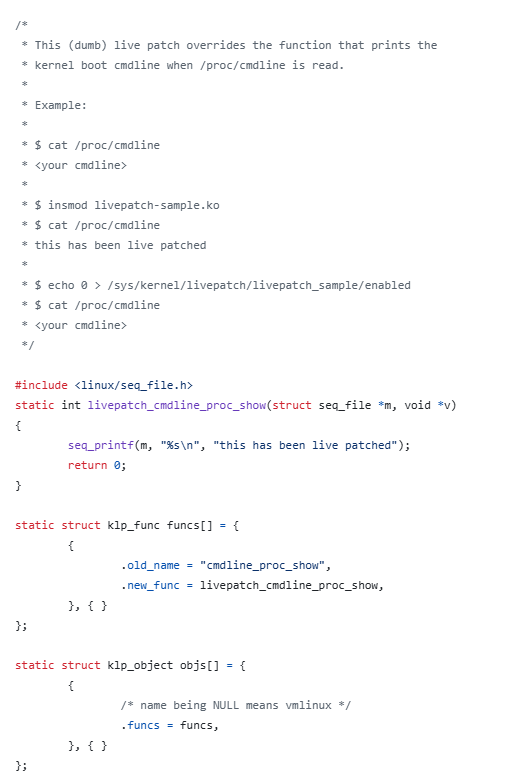 /*
 * This (dumb) live patch overrides the function that prints the
 * kernel boot cmdline when /proc/cmdline is read.
 *
 * Example:
 *
 * $ cat /proc/cmdline
 * <your cmdline>
 *
 * $ insmod livepatch-sample.ko
 * $ cat /proc/cmdline
 * this has been live patched
 *
 * $ echo 0 > /sys/kernel/livepatch/livepatch_sample/enabled
 * $ cat /proc/cmdline
 * <your cmdline>
 */

#include <linux/seq_file.h>
static int livepatch_cmdline_proc_show(struct seq_file *m, void *v)
{
        seq_printf(m, "%s\n", "this has been live patched");
        return 0;
}

static struct klp_func funcs[] = {
        {
                .old_name = "cmdline_proc_show",
                .new_func = livepatch_cmdline_proc_show,
        }, { }
};

static struct klp_object objs[] = {
        {
                /* name being NULL means vmlinux */
                .funcs = funcs,
        }, { }
};